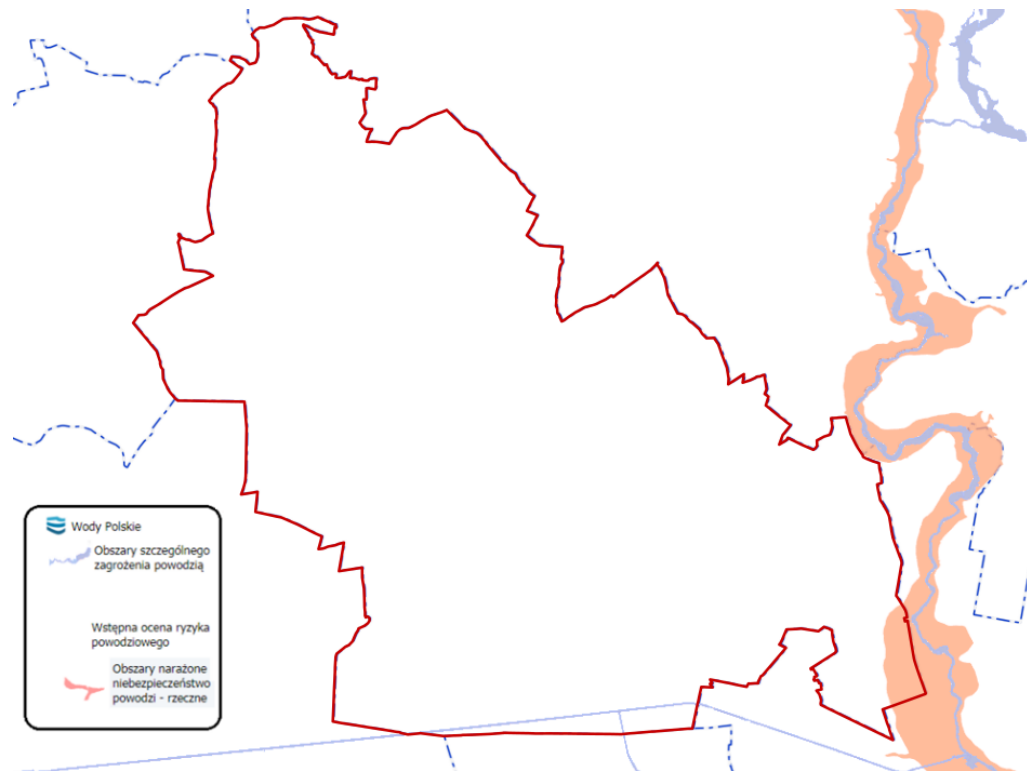 Wody Polskie
Obszary szczególnego
zagrożenia powodzią
Wstępna ocena ryzyka
powodziowego
Obszary narażone
niebezpieczeństwo
powodzi - rzeczne